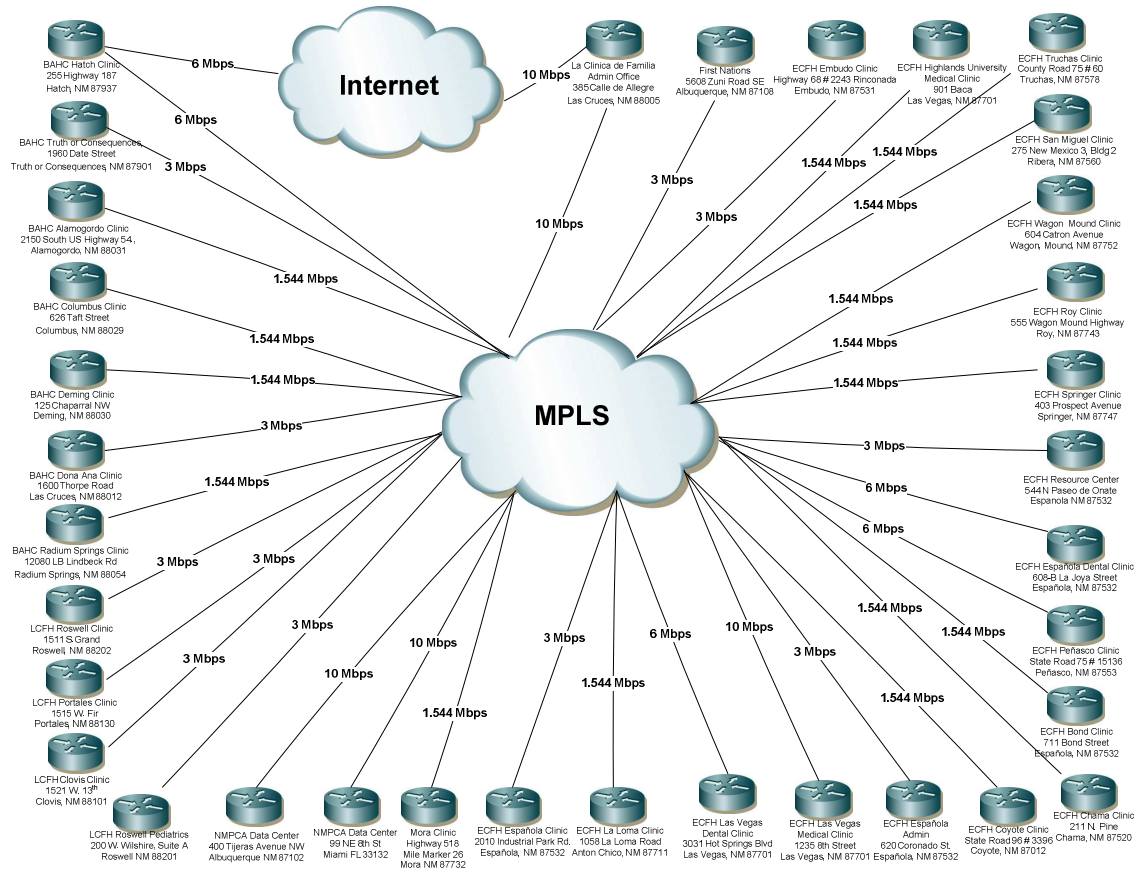 Internet
MPLS
BAHC Hatch Clinic
255 Highway 187
Hatch, NM 87937
6 Mbps
6 Mbps
BAHC Truth or Consequences,
1960 Date Street
Truth or Consequences, NM 87901
3 Mbps
BAHC Alamogordo Clinic
2150 South US Highway 54,
Alamogordo, NM 88031
1.544 Mbps
BAHC Columbus Clinic
626 Taft Street
Columbus, NM 88029
1.544 Mbps
BAHC Deming Clinic
125 Chaparral NW
Deming, NM 88030
1.544 Mbps
BAHC Dona Ana Clinic
1600 Thorpe Road
Las Cruces, NM 88012
3 Mbps
BAHC Radium Springs Clinic
12080 LB Lindbeck Rd
Radium Springs, NM 88054
1.544 Mbps
LCFH Roswell Clinic
1511 S. Grand
Roswell, NM 88202
3 Mbps
LCFH Portales Clinic
1515 W. Fir
Portales, NM 88130
3 Mbps
LCFH Clovis Clinic
1521 W. 13th
Clovis, NM 88101
3 Mbps
LCFH Roswell Pediatrics
200 W. Wilshire, Suite A
Roswell NM 88201
3 Mbps
NMPCA Data Center
400 Tijeras Avenue NW
Albuquerque NM 87102
10 Mbps
NMPCA Data Center
99 NE 8th St
Miami FL 33132
10 Mbps
Mora Clinic
Highway 518
Mile Marker 26
Mora NM 87732
1.544 Mbps
ECFH Española Clinic
2010 Industrial Park Rd.
Española, NM 87532
3 Mbps
ECFH La Loma Clinic
1058 La Loma Road
Anton Chico, NM 87711
1.544 Mbps
ECFH Las Vegas
Dental Clinic
3031 Hot Springs Blvd
Las Vegas, NM 87701
6 Mbps
ECFH Las Vegas
Medical Clinic
1235 8th Street
Las Vegas, NM 87701
10 Mbps
ECFH Española
Admin
620 Coronado St.
Española, NM 87532
3 Mbps
ECFH Coyote Clinic
State Road 96 # 3396
Coyote, NM 87012
1.544 Mbps
ECFH Chama Clinic
211 N. Pine
Chama, NM 87520
1.544 Mbps
ECFH Bond Clinic
711 Bond Street
Española, NM 87532
1.544 Mbps
ECFH Peñasco Clinic
State Road 75 # 15136
Peñasco, NM 87553
6 Mbps
ECFH Española Dental Clinic
608-B La Joya Street
Española, NM 87532
6 Mbps
ECFH Resource Center
544 N Paseo de Onate
Espanola NM 87532
3 Mbps
ECFH Springer Clinic
403 Prospect Avenue
Springer, NM 87747
1.544 Mbps
ECFH Roy Clinic
555 Wagon Mound Highway
Roy, NM 87743
1.544 Mbps
ECFH Wagon Mound Clinic
604 Catron Avenue
Wagon, Mound, NM 87752
1.544 Mbps
ECFH San Miguel Clinic
275 New Mexico 3, Bldg 2
Ribera, NM 87560
1.544 Mbps
ECFH Truchas Clinic
County Road 75 # 60
Truchas, NM 87578
1.544 Mbps
ECFH Highlands University
Medical Clinic
901 Baca
Las Vegas, NM 87701
1.544 Mbps
ECFH Embudo Clinic
Highway 68 # 2243 Rinconada
Embudo, NM 87531
3 Mbps
First Nations
5608 Zuni Road SE
Albuquerque, NM 87108
3 Mbps
La Clinica de Familia
Admin Office
385 Calle de Allegre
Las Cruces, NM 88005
10 Mbps
10 Mbps